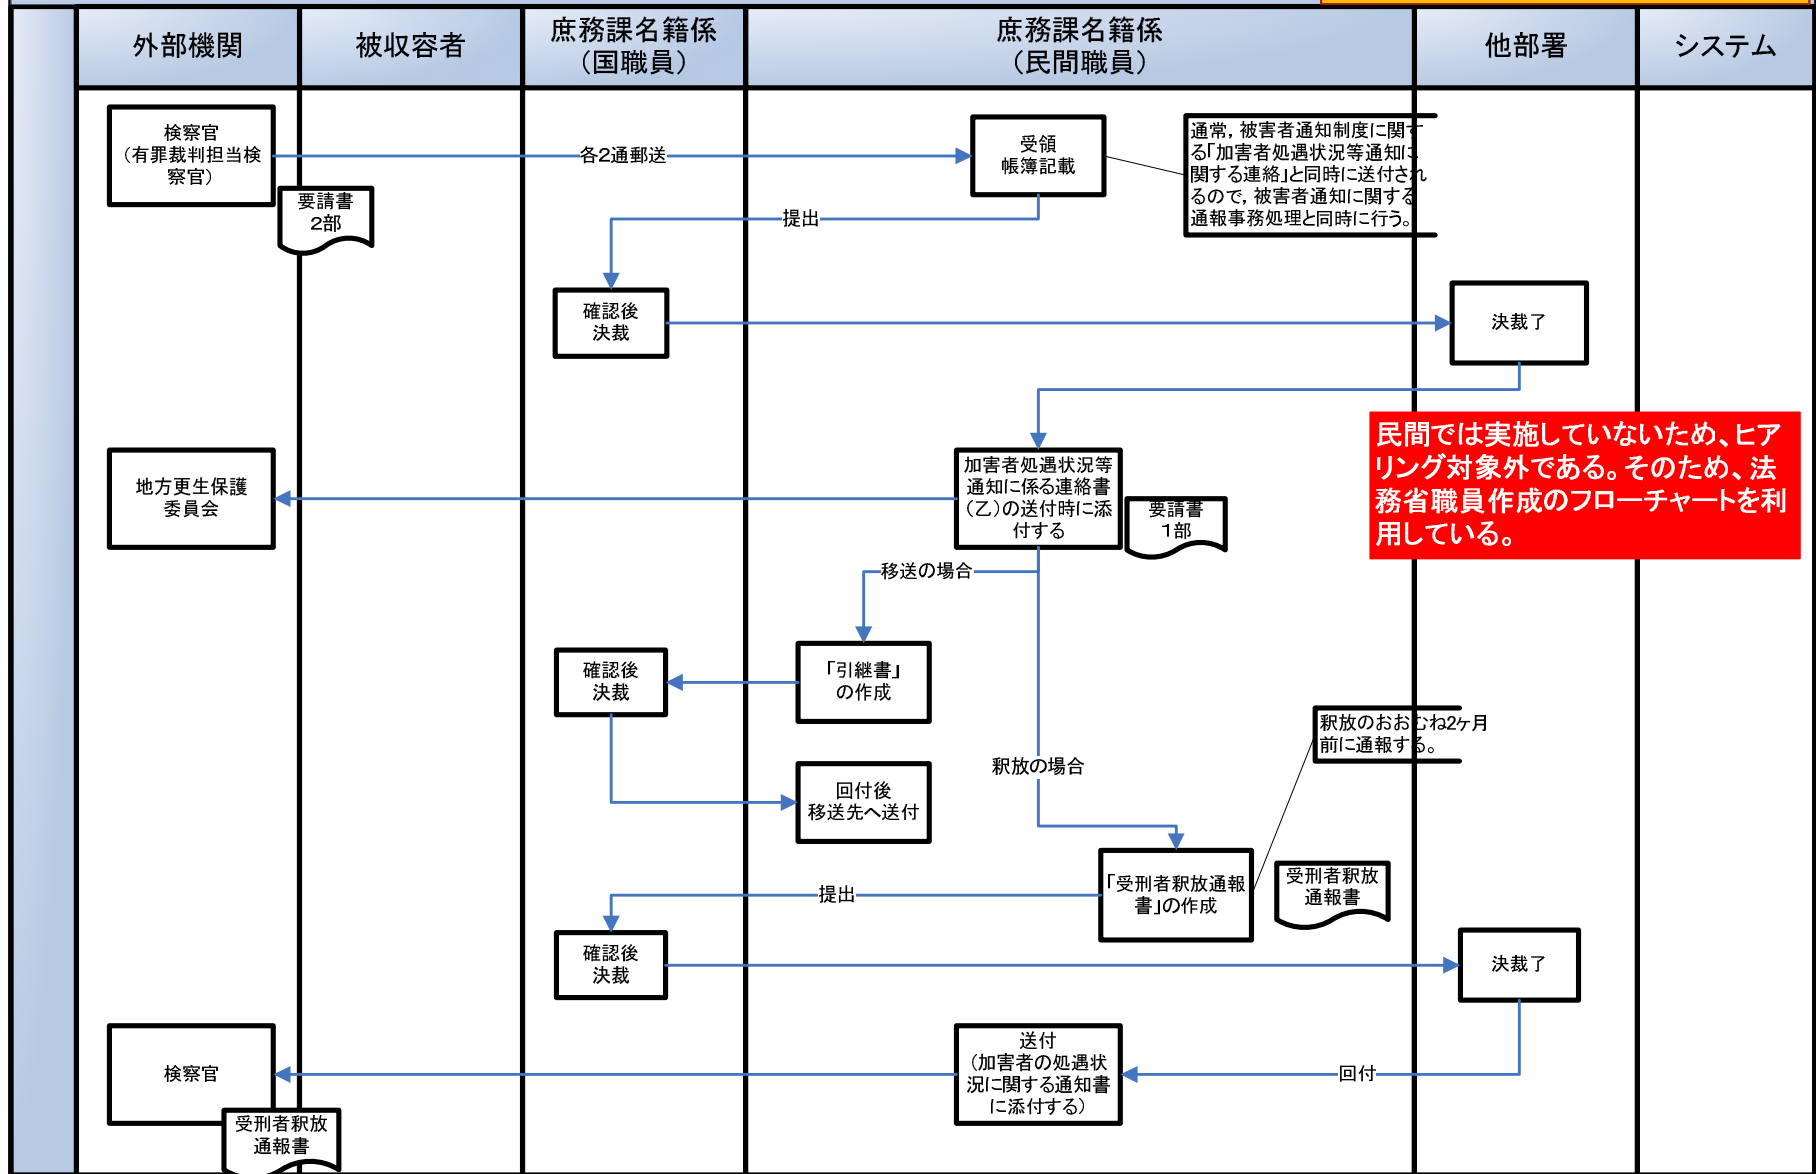 外部機関
被収容者
庶務課名籍係
（国職員）
庶務課名籍係
（民間職員）
他部署
システム
検察官
（有罪裁判担当検
察官）
要請書
２部
各２通郵送
受領
帳簿記載
通常，被害者通知制度に関す
る「加害者処遇状況等通知に
関する連絡」と同時に送付され
るので，被害者通知に関する
通報事務処理と同時に行う。
提出
確認後
決裁
決裁了
民間では実施していないため、ヒア
リング対象外である。そのため、法
務省職員作成のフローチャートを利
用している。
地方更生保護
委員会
加害者処遇状況等
通知に係る連絡書
（乙）の送付時に添
付する
要請書
１部
移送の場合
確認後
決裁
「引継書」
の作成
釈放のおおむね2ヶ月
前に通報する。
釈放の場合
回付後
移送先へ送付
「受刑者釈放通報
書」の作成
受刑者釈放
通報書
提出
確認後
決裁
決裁了
検察官
受刑者釈放
通報書
送付
（加害者の処遇状
況に関する通知書
に添付する）
回付